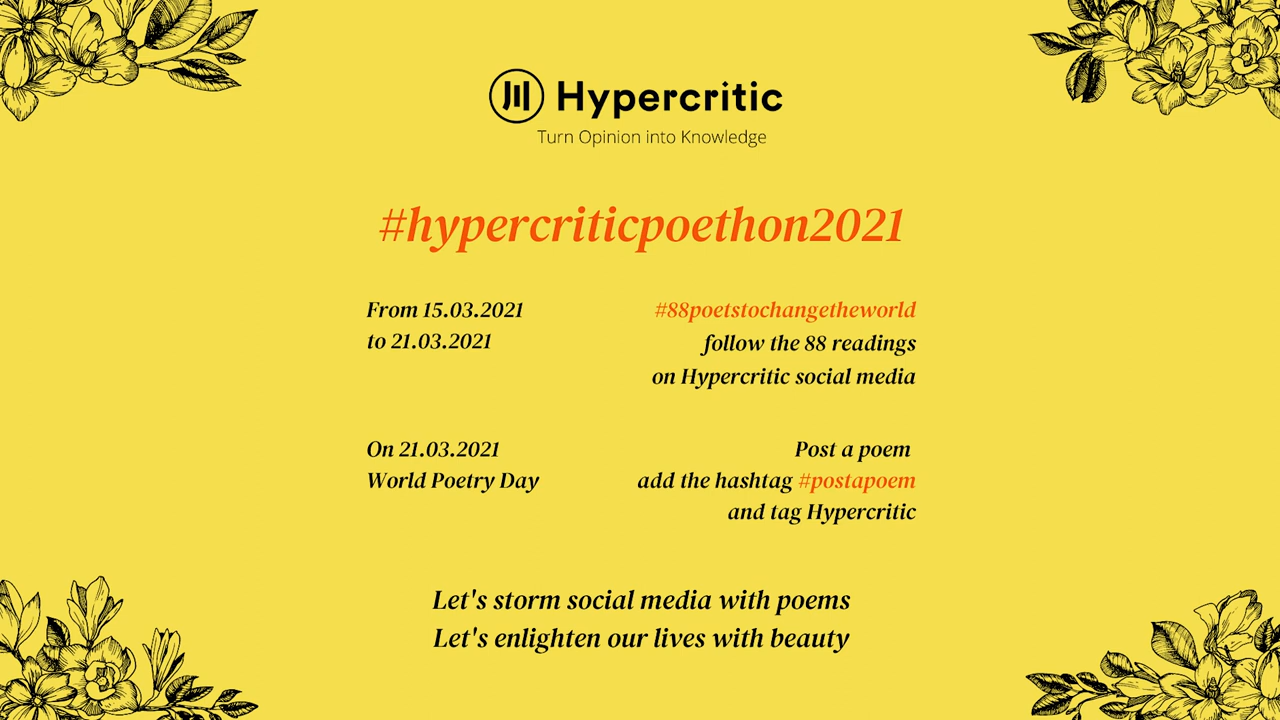 Hypercritic
Turn Opinion into Knowledge
#hypercriticpoethon2021
From 15.03.2021
to 21.03.2021
#88poetstochangetheworld
follow the 88 readings
on Hypercritic social media
On 21.03.2021
World Poetry Day
Post a poem
add the hashtag #postapoem
and tag Hypercritic
Let's storm social media with poems
Let's enlighten our lives with beauty